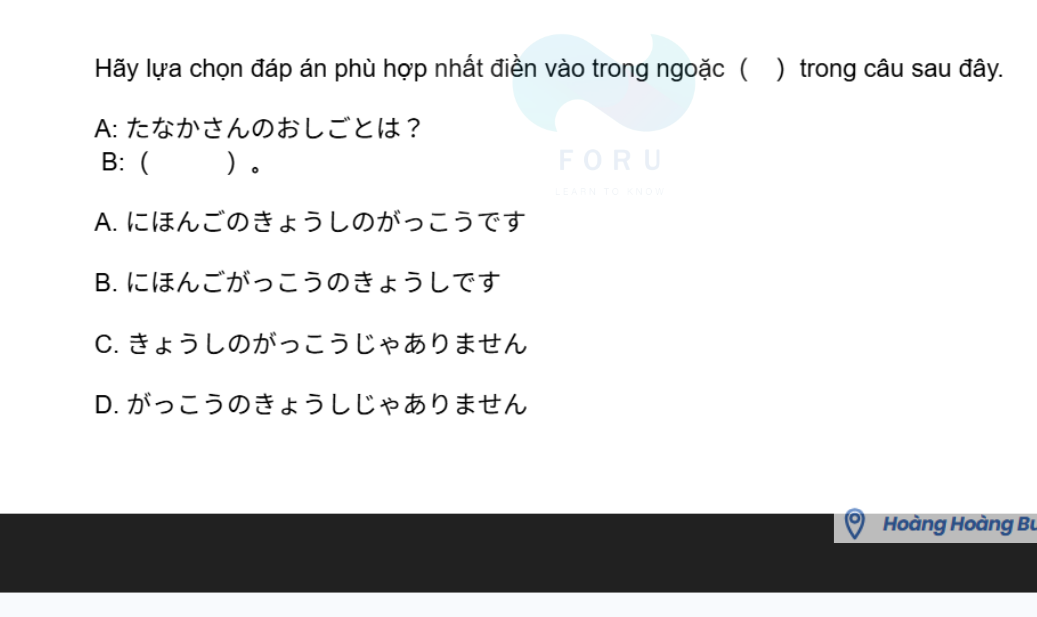 Hãy lựa chọn đáp án phù hợp nhất điền vào trong ngoặc ( ) trong câu sau đây.
A: たなかさんのおしごとは？
B: ( ) 。
FORU
LEARN TO KNOW
A. にほんごのきょうしのがっこうです
B. にほんごがっこうのきょうしです
C. きょうしのがっこうじゃありません
D. がっこうのきょうしじゃありません
Hoàng Hoàng